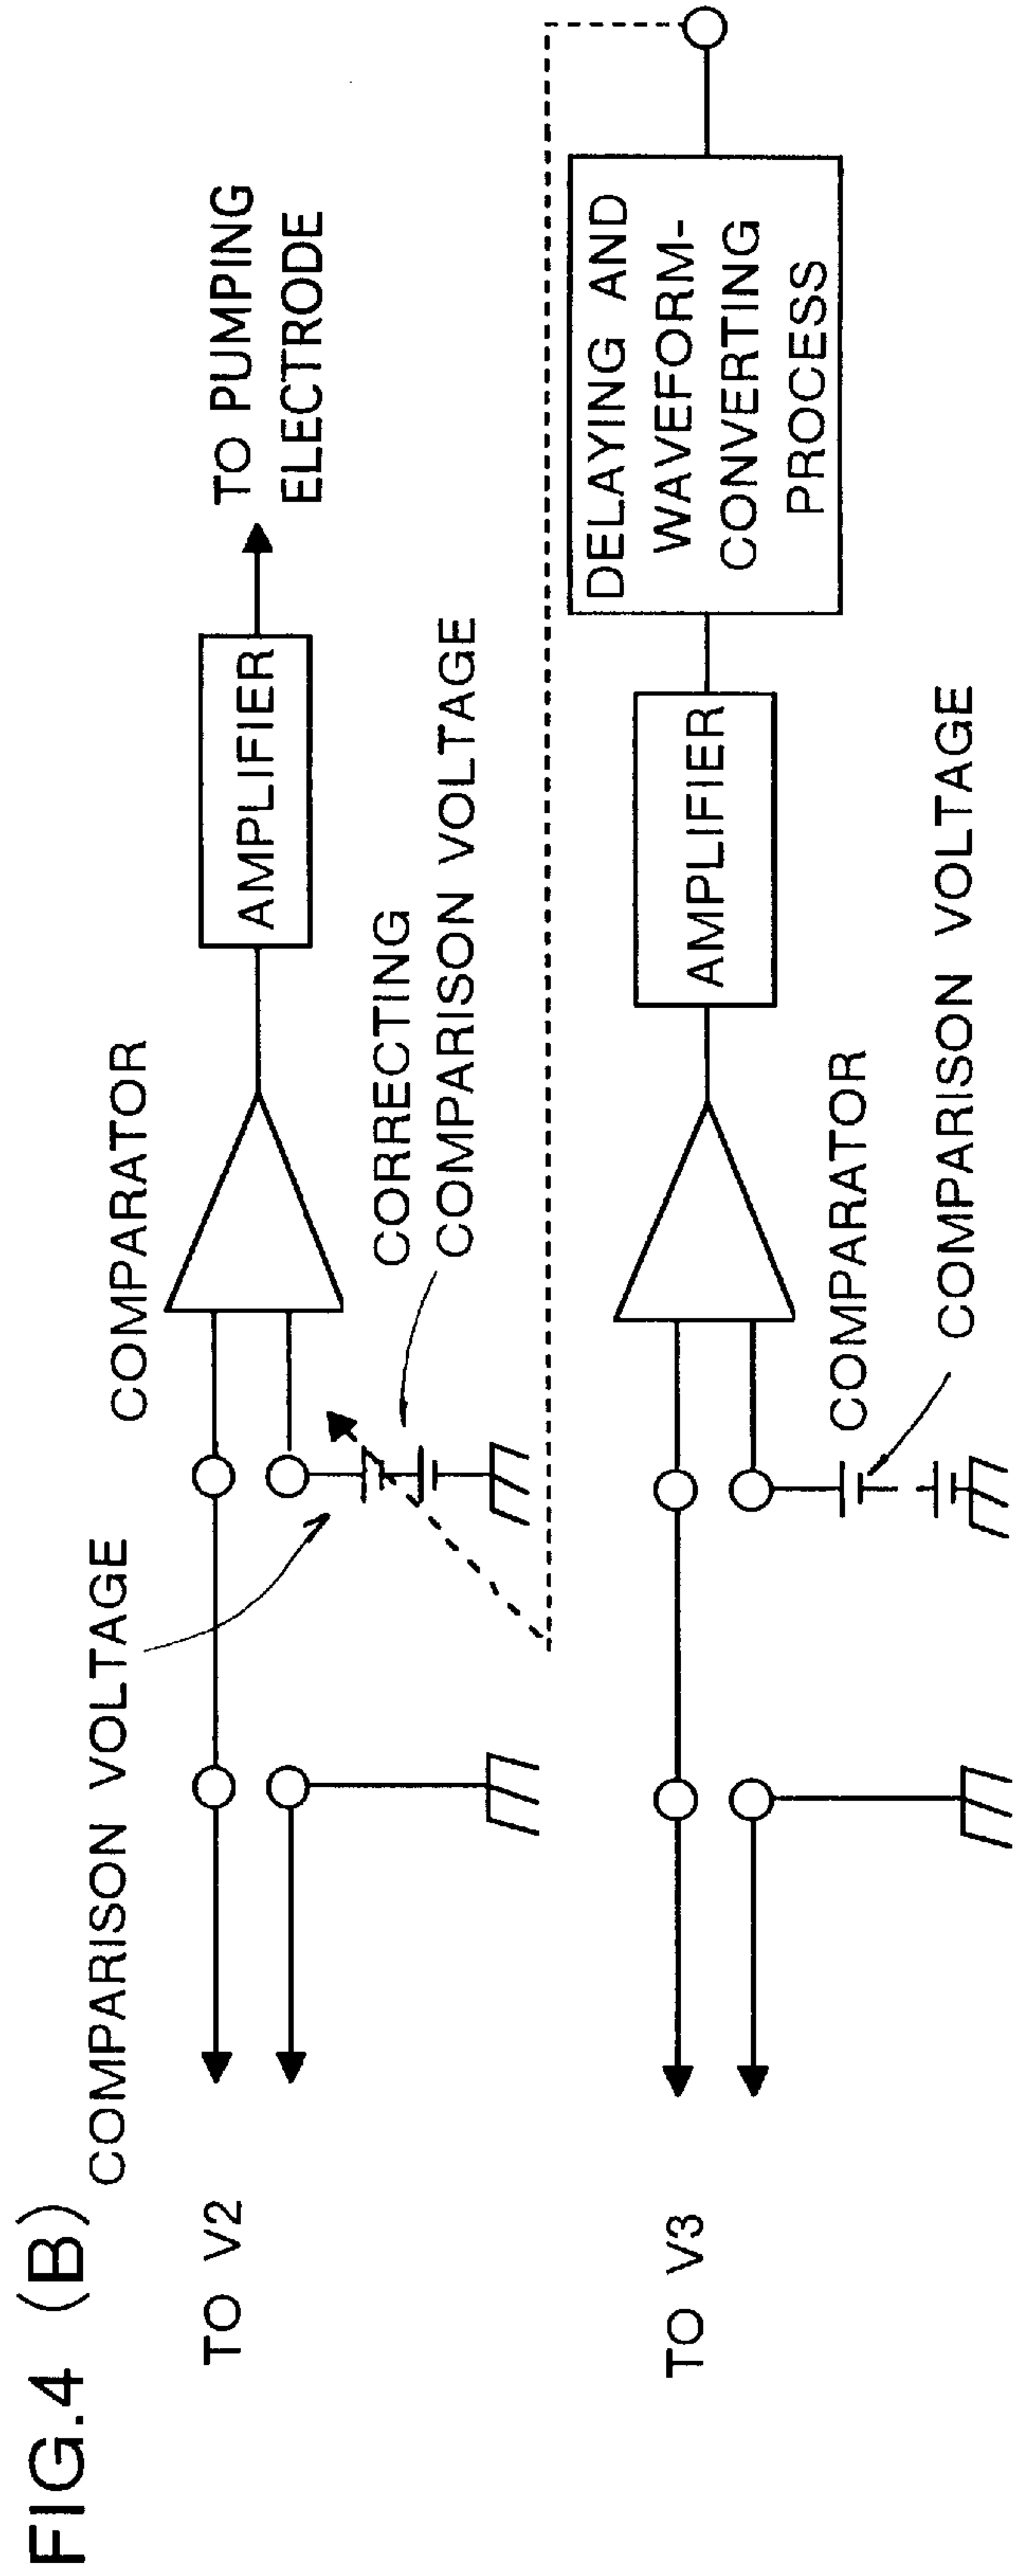 FIG.4 (B)
COMPARISON VOLTAGE
COMPARATOR
TO V2
AMPLIFIER
TO PUMPING
ELECTRODE
CORRECTING
COMPARISON VOLTAGE
TO V3
AMPLIFIER
DELAYING AND
WAVEFORM-
CONVERTING
PROCESS
COMPARATOR
COMPARISON VOLTAGE